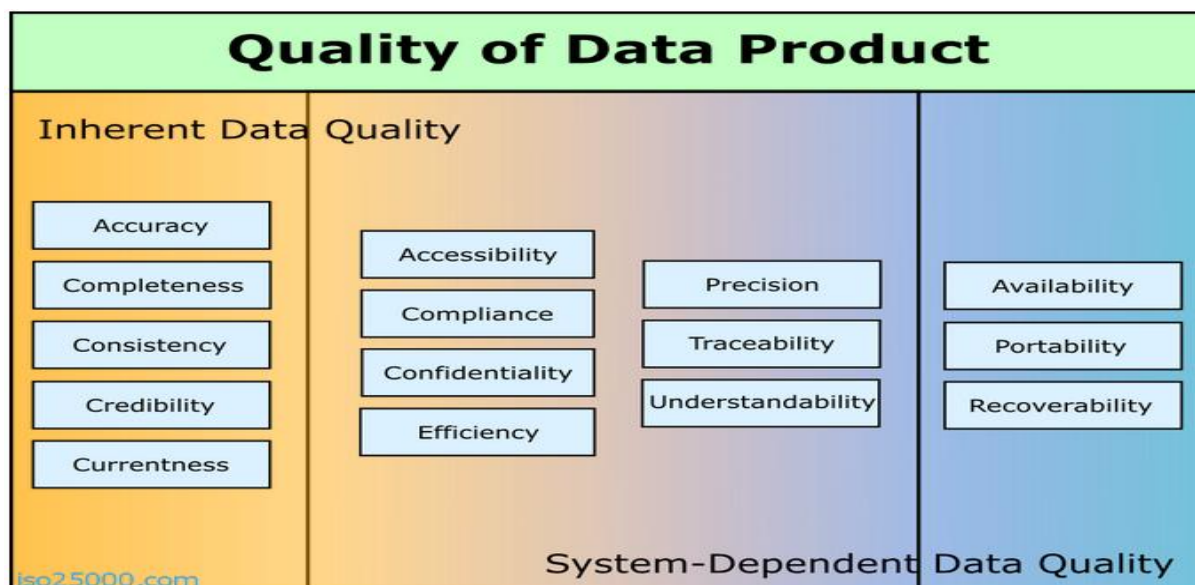 Quality of Data Product
Inherent Data Quality
Accuracy
Completeness
Consistency
Credibility
Currentness
Accessibility
Compliance
Confidentiality
Efficiency
Precision
Traceability
Understandability
Availability
Portability
Recoverability
System-Dependent Data Quality
iso25000.com